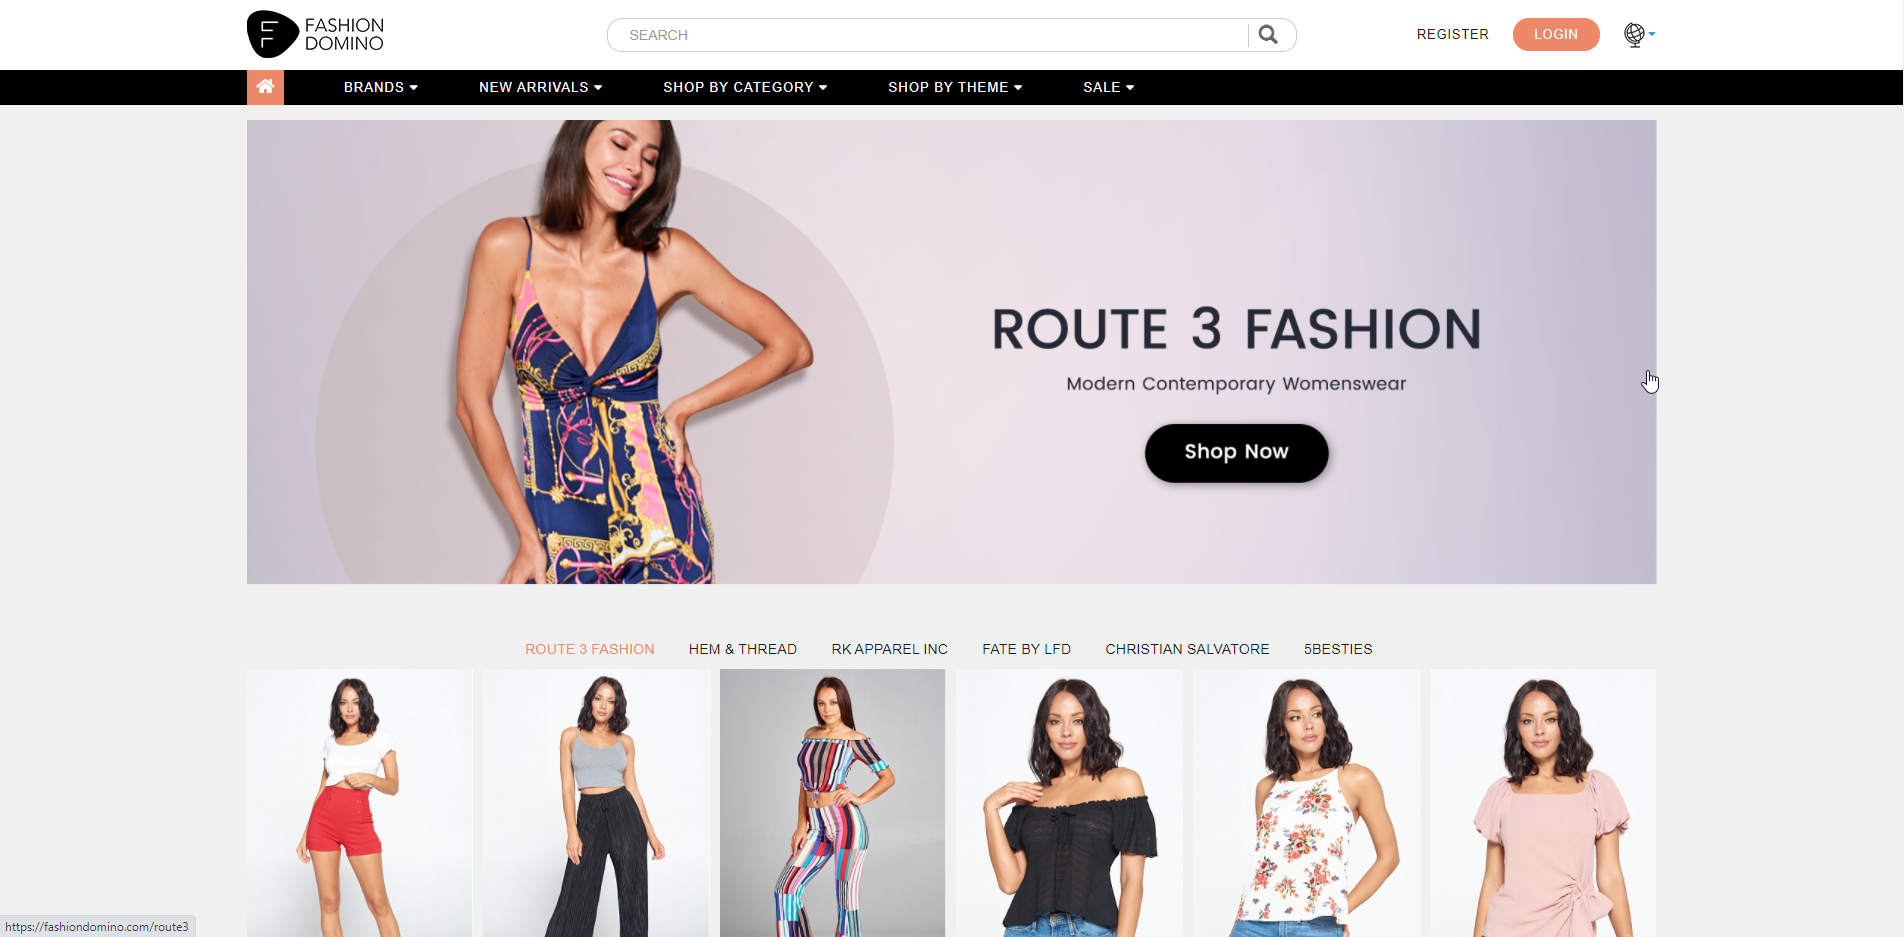 FASHION
DOMINO
SEARCH
REGISTER
LOGIN
BRANDS
NEW ARRIVALS
SHOP BY CATEGORY
SHOP BY THEME
SALE
ROUTE 3 FASHION
Modern Contemporary Womenswear
Shop Now
ROUTE 3 FASHION HEM & THREAD RK APPAREL INC FATE BY LFD CHRISTIAN SALVATORE 5BESTIES
https://fashiondomino.com/route3